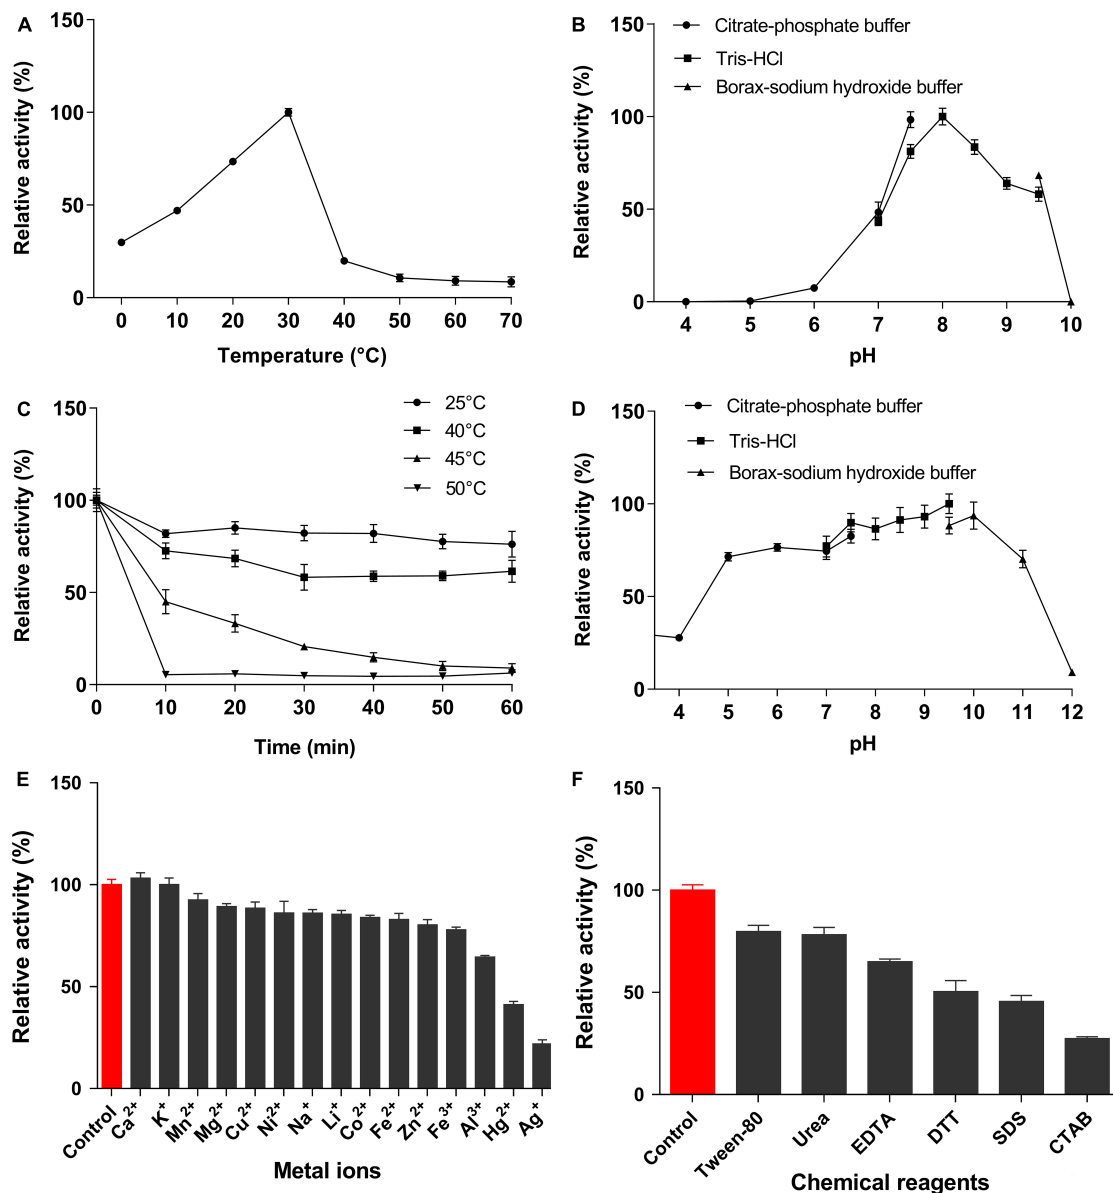 A
Relative activity (%)
150
100
50
0
0 10 20 30 40 50 60 70
Temperature (°C)
B
Relative activity (%)
150
100
50
0
Citrate-phosphate buffer
Tris-HCl
Borax-sodium hydroxide buffer
4 5 6 7 8 9 10
pH
C
Relative activity (%)
150
100
50
0
25°C
40°C
45°C
50°C
0 10 20 30 40 50 60
Time (min)
D
Relative activity (%)
150
100
50
0
Citrate-phosphate buffer
Tris-HCl
Borax-sodium hydroxide buffer
4 5 6 7 8 9 10 11 12
pH
E
Relative activity (%)
150
100
50
0
Control Ca²⁺ K⁺ Mn²⁺ Mg²⁺ Cu²⁺ Ni²⁺ Na⁺ Li⁺ Co²⁺ Fe²⁺ Zn²⁺ Fe³⁺ Al³⁺ Hg²⁺ Ag⁺
Metal ions
F
Relative activity (%)
150
100
50
0
Control Tween-80 Urea EDTA DTT SDS CTAB
Chemical reagents